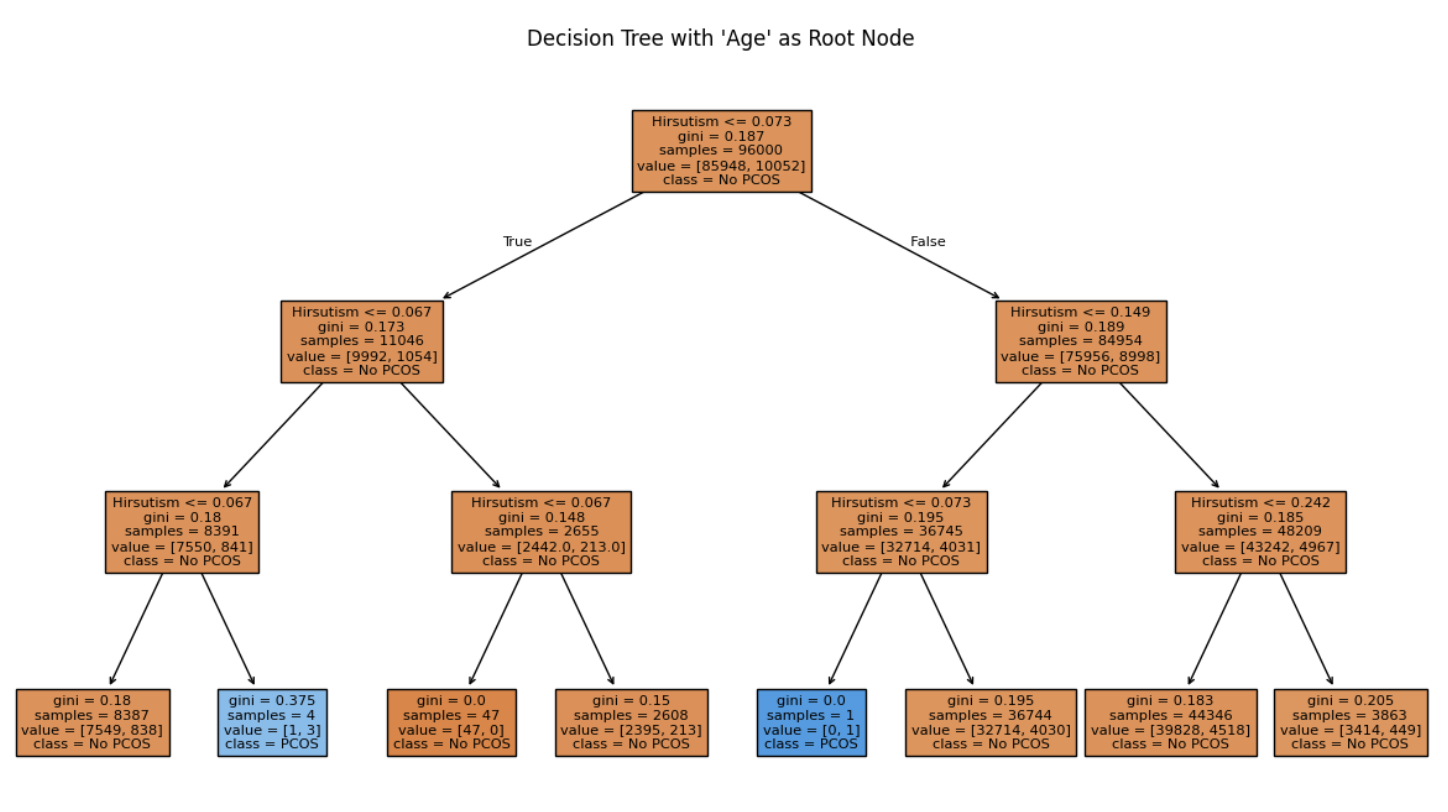 Decision Tree with 'Age' as Root Node
Hirsutism <= 0.073
gini = 0.187
samples = 96000
value = [85948, 10052]
class = No PCOS
True
False
Hirsutism <= 0.067
gini = 0.173
samples = 11046
value = [9992, 1054]
class = No PCOS
Hirsutism <= 0.149
gini = 0.189
samples = 84954
value = [75956, 8998]
class = No PCOS
Hirsutism <= 0.067
gini = 0.18
samples = 8391
value = [7550, 841]
class = No PCOS
Hirsutism <= 0.067
gini = 0.148
samples = 2655
value = [2442.0, 213.0]
class = No PCOS
Hirsutism <= 0.073
gini = 0.195
samples = 36745
value = [32714, 4031]
class = No PCOS
Hirsutism <= 0.242
gini = 0.185
samples = 48209
value = [43242, 4967]
class = No PCOS
gini = 0.18
samples = 8387
value = [7549, 838]
class = No PCOS
gini = 0.375
samples = 4
value = [1, 3]
class = PCOS
gini = 0.0
samples = 47
value = [47, 0]
class = No PCOS
gini = 0.15
samples = 2608
value = [2395, 213]
class = No PCOS
gini = 0.0
samples = 1
value = [0, 1]
class = PCOS
gini = 0.195
samples = 36744
value = [32714, 4030]
class = No PCOS
gini = 0.183
samples = 44346
value = [39828, 4518]
class = No PCOS
gini = 0.205
samples = 3863
value = [3414, 449]
class = No PCOS